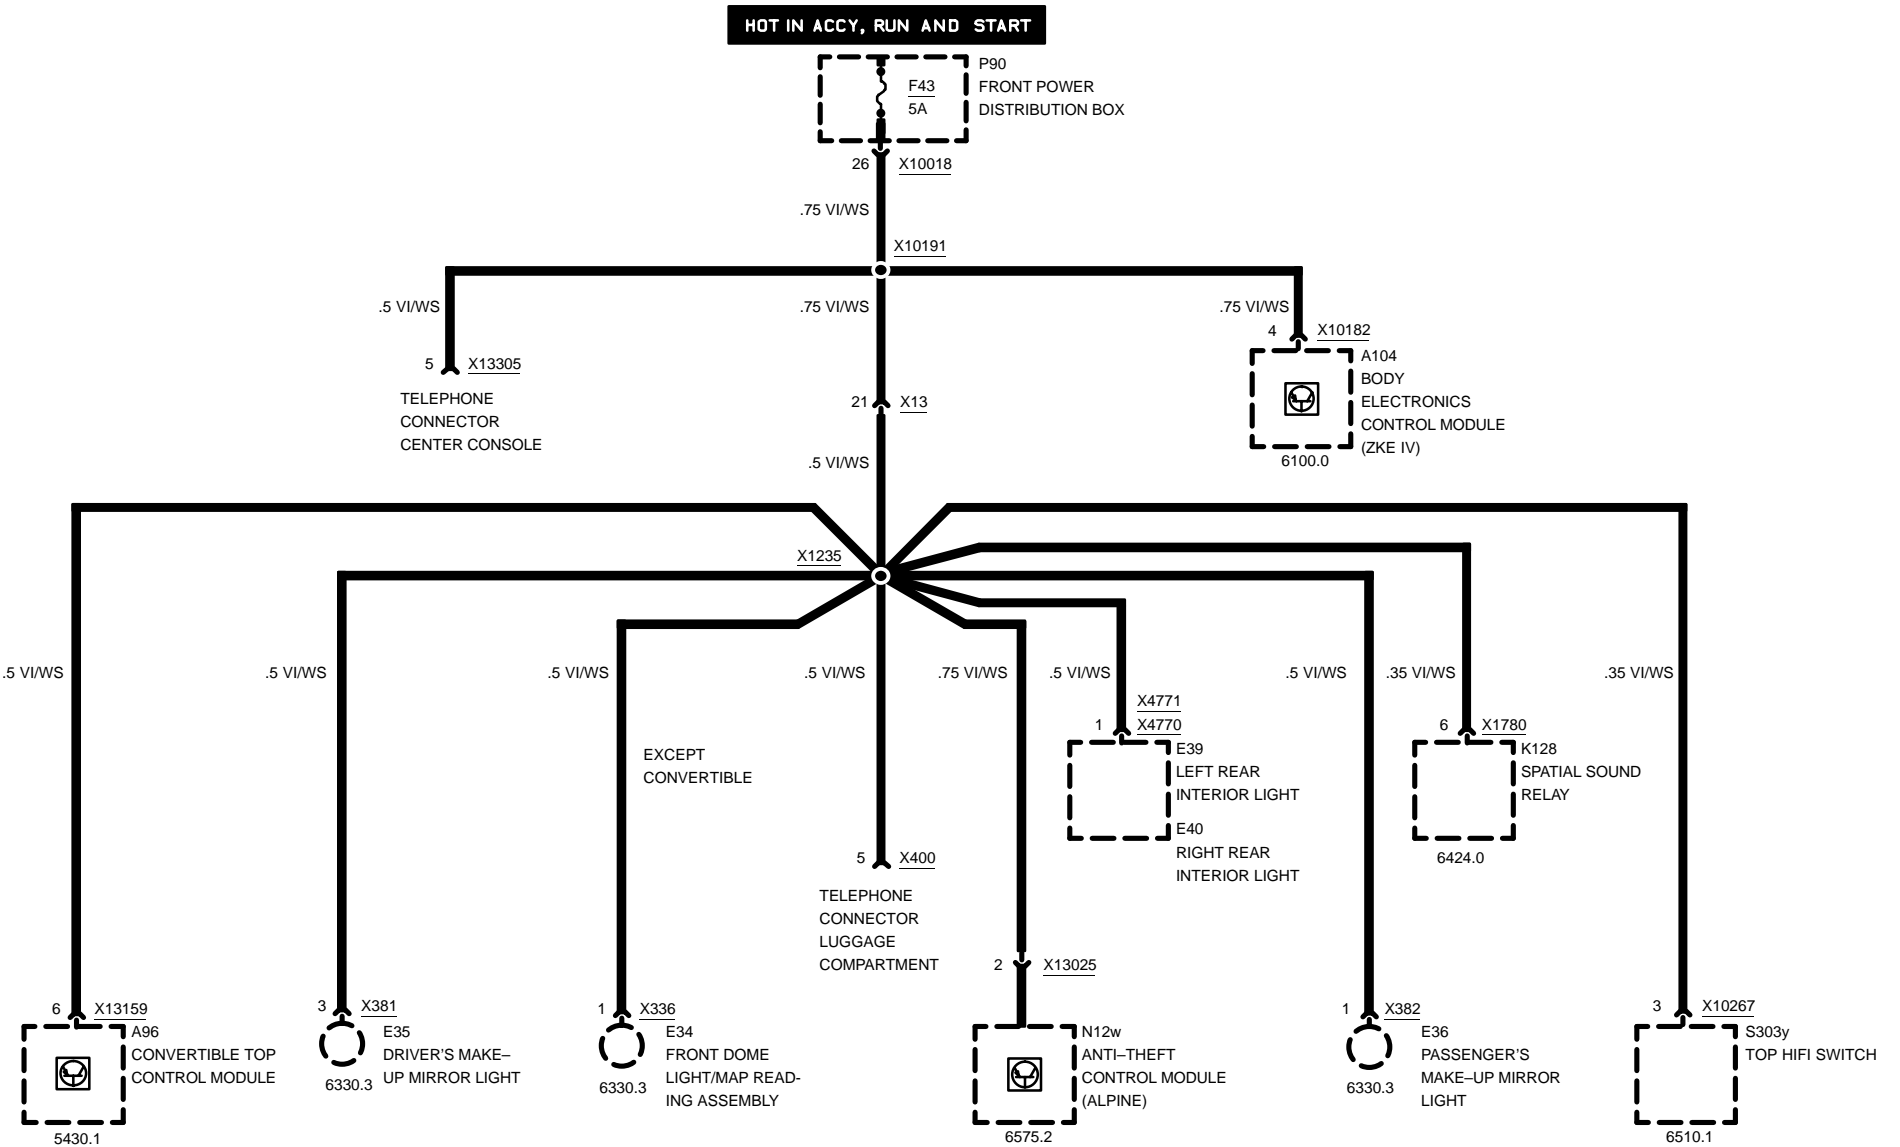 HOT IN ACCY, RUN AND START
P90
FRONT POWER
DISTRIBUTION BOX
F43
5A
26 X10018
.75 VI/WS
X10191
.5 VI/WS
.75 VI/WS
.75 VI/WS
5 X13305
TELEPHONE
CONNECTOR
CENTER CONSOLE
21 X13
4 X10182
A104
BODY
ELECTRONICS
CONTROL MODULE
(ZKE IV)
6100.0
.5 VI/WS
X1235
.5 VI/WS
.5 VI/WS
.5 VI/WS
.5 VI/WS
.75 VI/WS
.5 VI/WS
.5 VI/WS
.35 VI/WS
.35 VI/WS
EXCEPT
CONVERTIBLE
X4771
1 X4770
E39
LEFT REAR
INTERIOR LIGHT
E40
RIGHT REAR
INTERIOR LIGHT
6 X1780
K128
SPATIAL SOUND
RELAY
6424.0
5 X400
TELEPHONE
CONNECTOR
LUGGAGE
COMPARTMENT
2 X13025
6 X13159
A96
CONVERTIBLE TOP
CONTROL MODULE
5430.1
3 X381
E35
DRIVER'S MAKE–
UP MIRROR LIGHT
6330.3
1 X336
E34
FRONT DOME
LIGHT/MAP READ-
ING ASSEMBLY
6330.3
N12w
ANTI–THEFT
CONTROL MODULE
(ALPINE)
6575.2
1 X382
E36
PASSENGER'S
MAKE–UP MIRROR
LIGHT
6330.3
3 X10267
S303y
TOP HIFI SWITCH
6510.1